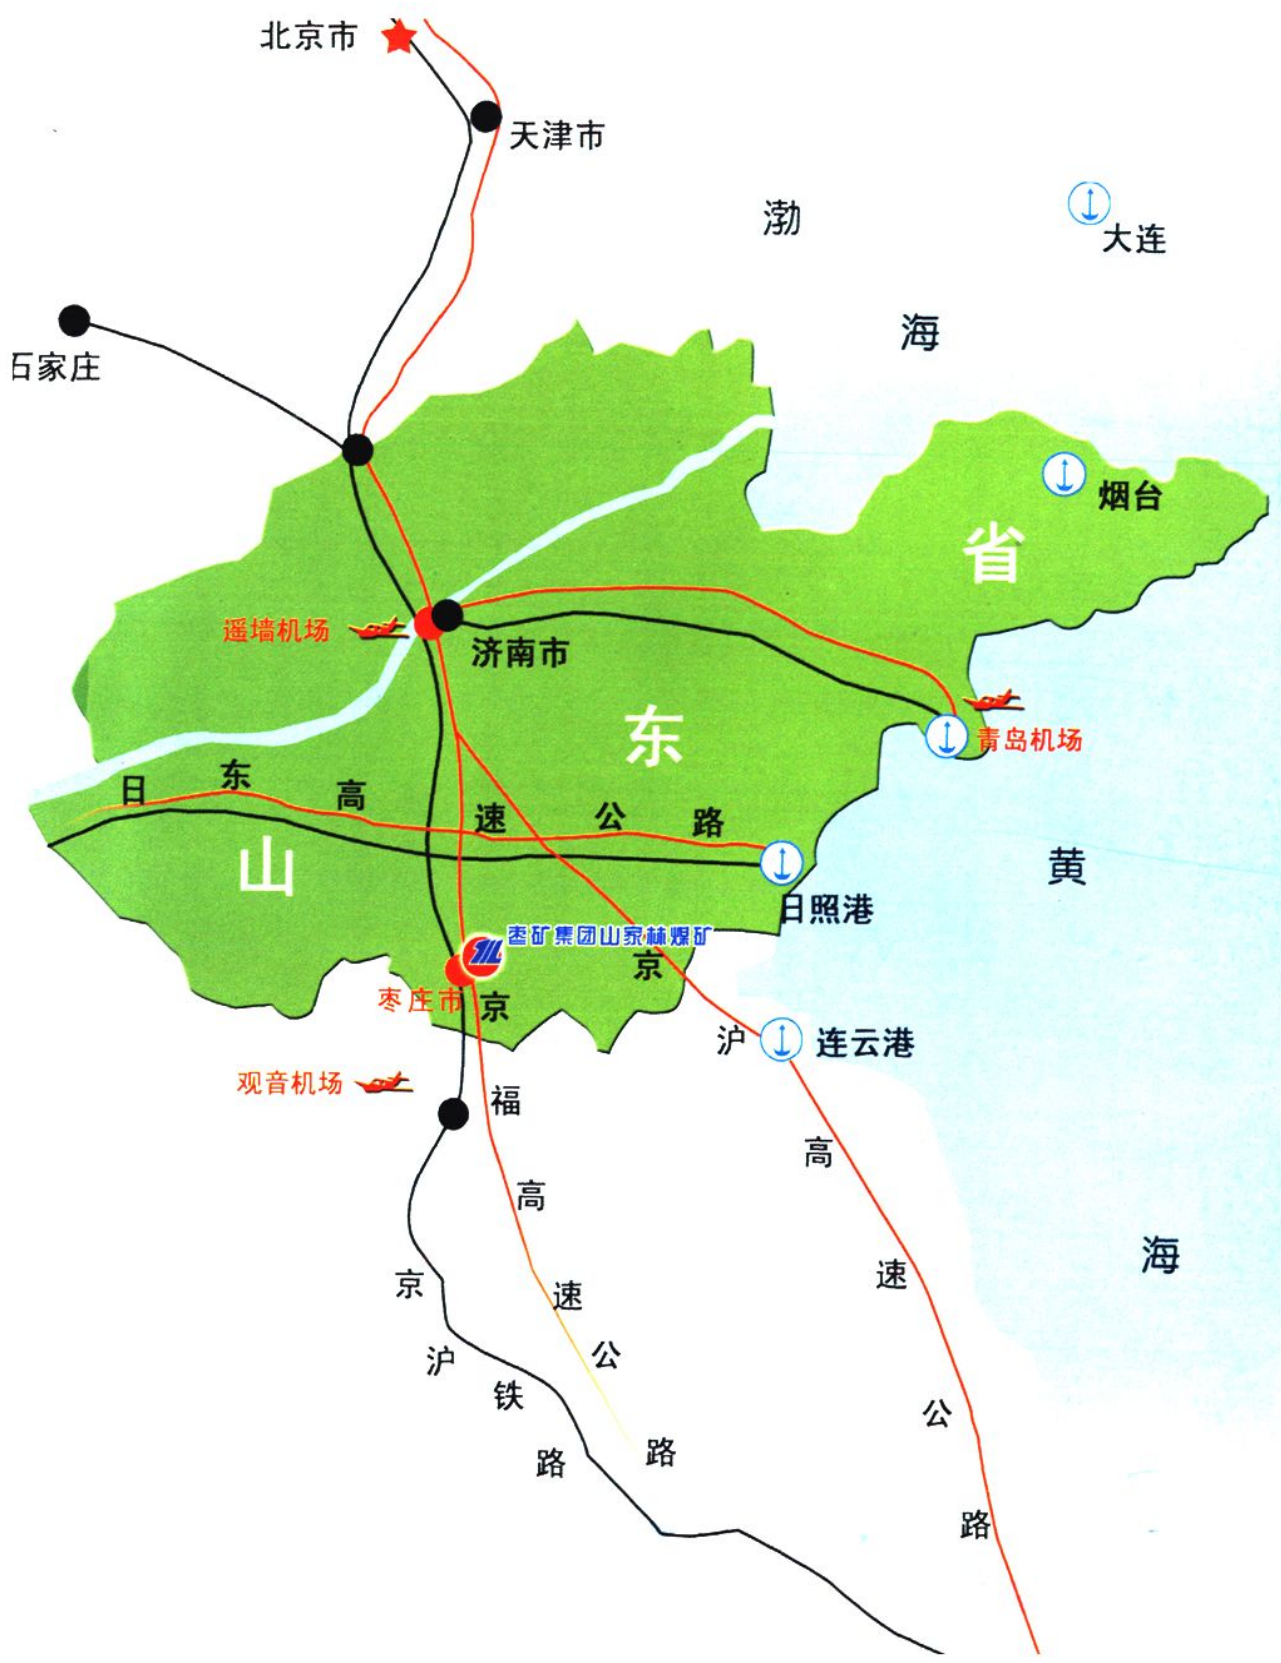 北京市
天津市
渤海
大连
石家庄
烟台
山东省
遥墙机场
济南市
青岛机场
日东高速公路
黄海
日照港
枣矿集团山家林煤矿
枣庄市
京沪高速公路
连云港
观音机场
京福高速公路
京沪铁路